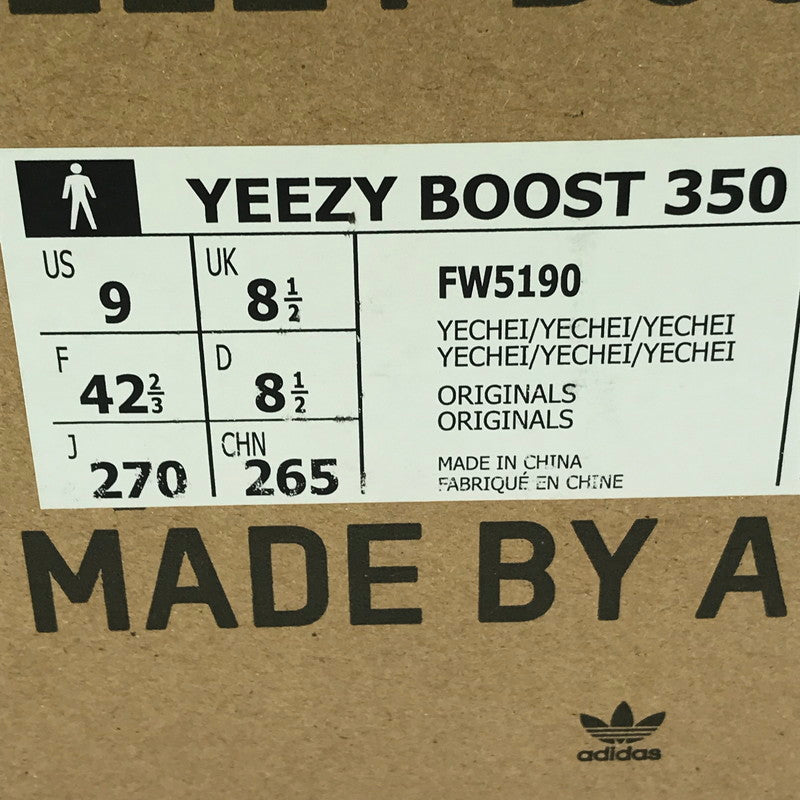 YEEZY BOOST 350
US 9
UK 8 1/2
F 42 2/3
D 8 1/2
J 270
CHN 265
FW5190
YECHEI/YECHEI/YECHEI
YECHEI/YECHEI/YECHEI
ORIGINALS
ORIGINALS
MADE IN CHINA
FABRIQUÉ EN CHINE
MADE BY A
adidas